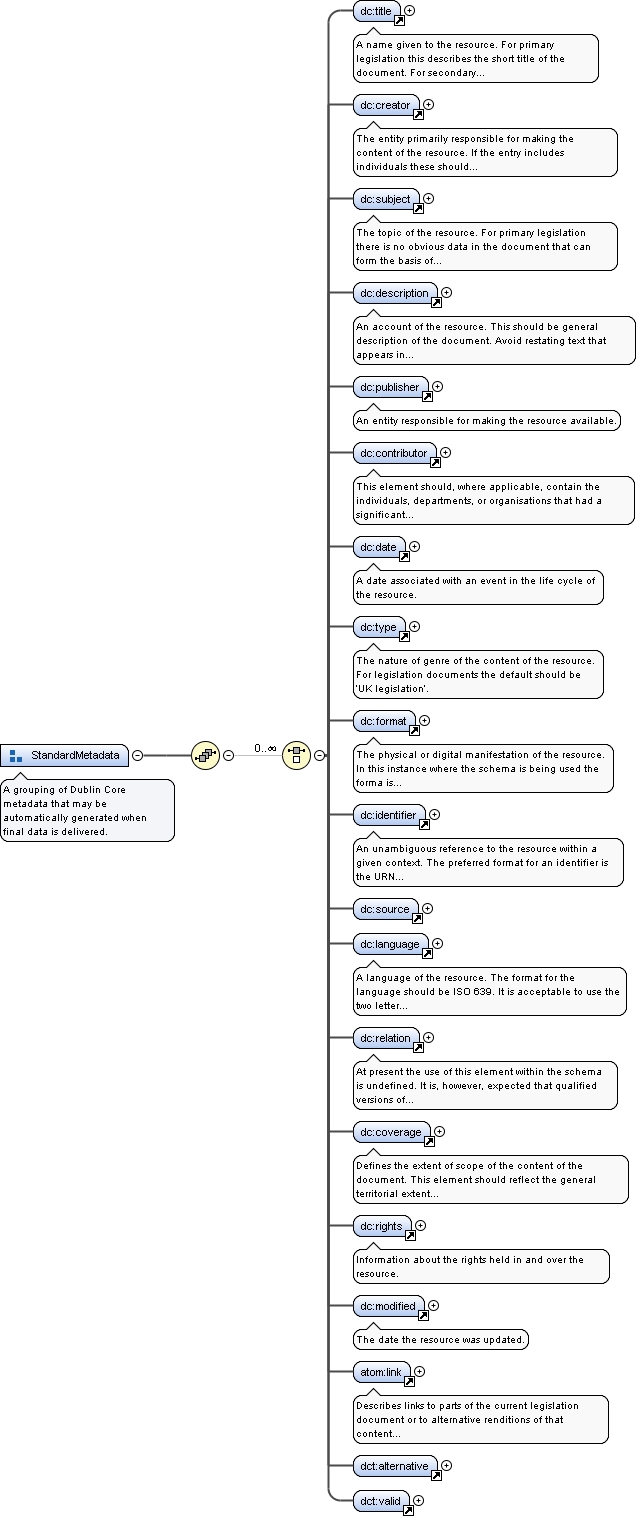 dc:title
A name given to the resource. For primary
legislation this describes the short title of the
document. For secondary...
dc:creator
The entity primarily responsible for making the
content of the resource. If the entry includes
individuals these should...
dc:subject
The topic of the resource. For primary legislation
there is no obvious data in the document that can
form the basis of...
dc:description
An account of the resource. This should be general
description of the document. Avoid restating text that
appears in...
dc:publisher
An entity responsible for making the resource available.
dc:contributor
This element should, where applicable, contain the
individuals, departments, or organisations that had a
significant...
dc:date
A date associated with an event in the life cycle of
the resource.
dc:type
The nature of genre of the content of the resource.
For legislation documents the default should be
'UK legislation'.
dc:format
The physical or digital manifestation of the resource.
In this instance where the schema is being used the
forma is...
StandardMetadata
0..∞
A grouping of Dublin Core
metadata that may be
automatically generated when
final data is delivered.
dc:identifier
An unambiguous reference to the resource within a
given context. The preferred format for an identifier is
the URN...
dc:source
dc:language
A language of the resource. The format for the
language should be ISO 639. It is acceptable to use the
two letter...
dc:relation
At present the use of this element within the schema
is undefined. It is, however, expected that qualified
versions of...
dc:coverage
Defines the extent of scope of the content of the
document. This element should reflect the general
territorial extent...
dc:rights
Information about the rights held in and over the
resource.
dc:modified
The date the resource was updated.
atom:link
Describes links to parts of the current legislation
document or to alternative renditions of that
content...
dct:alternative
dct:valid